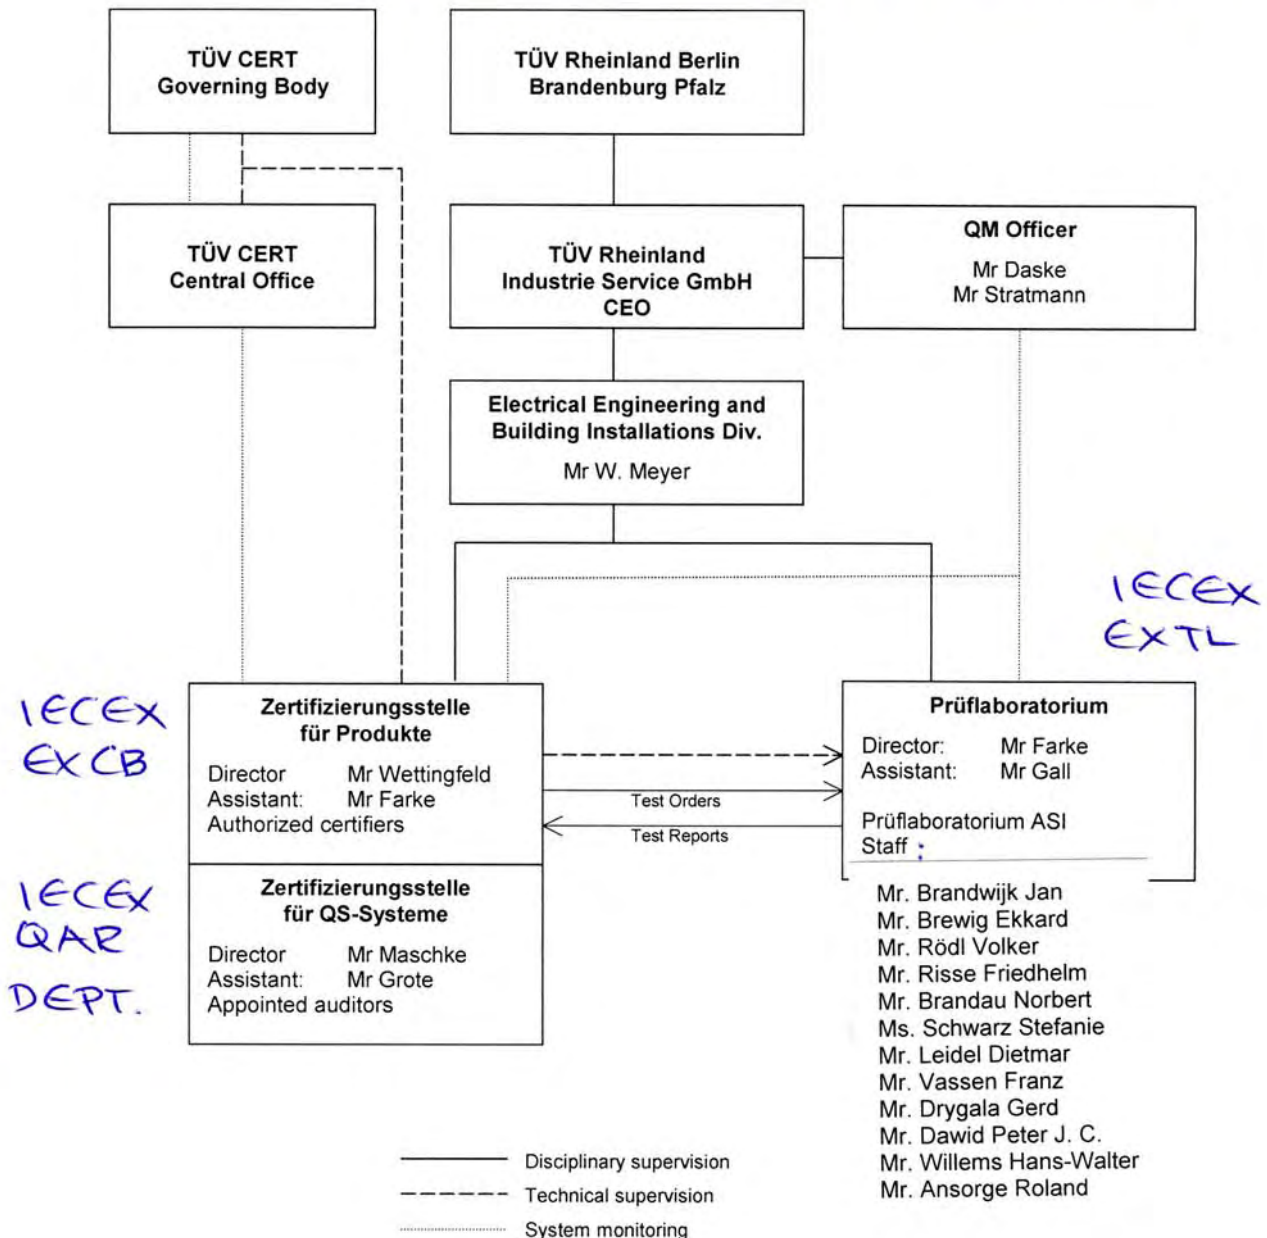 TÜV CERT
Governing Body
TÜV Rheinland Berlin
Brandenburg Pfalz
TÜV CERT
Central Office
TÜV Rheinland
Industrie Service GmbH
CEO
QM Officer
Mr Daske
Mr Stratmann
Electrical Engineering and
Building Installations Div.
Mr W. Meyer
IECEX
EXTL
IECEX
EXCB
Zertifizierungsstelle
für Produkte
Director Mr Wettingfeld
Assistant: Mr Farke
Authorized certifiers
Test Orders
Test Reports
Prüflaboratorium
Director: Mr Farke
Assistant: Mr Gall
Prüflaboratorium ASI
Staff :
IECEX
QAR
DEPT.
Zertifizierungsstelle
für QS-Systeme
Director Mr Maschke
Assistant: Mr Grote
Appointed auditors
Mr. Brandwijk Jan
Mr. Brewig Ekkard
Mr. Rödl Volker
Mr. Risse Friedhelm
Mr. Brandau Norbert
Ms. Schwarz Stefanie
Mr. Leidel Dietmar
Mr. Vassen Franz
Mr. Drygala Gerd
Mr. Dawid Peter J. C.
Mr. Willems Hans-Walter
Mr. Ansorge Roland
Disciplinary supervision
Technical supervision
System monitoring